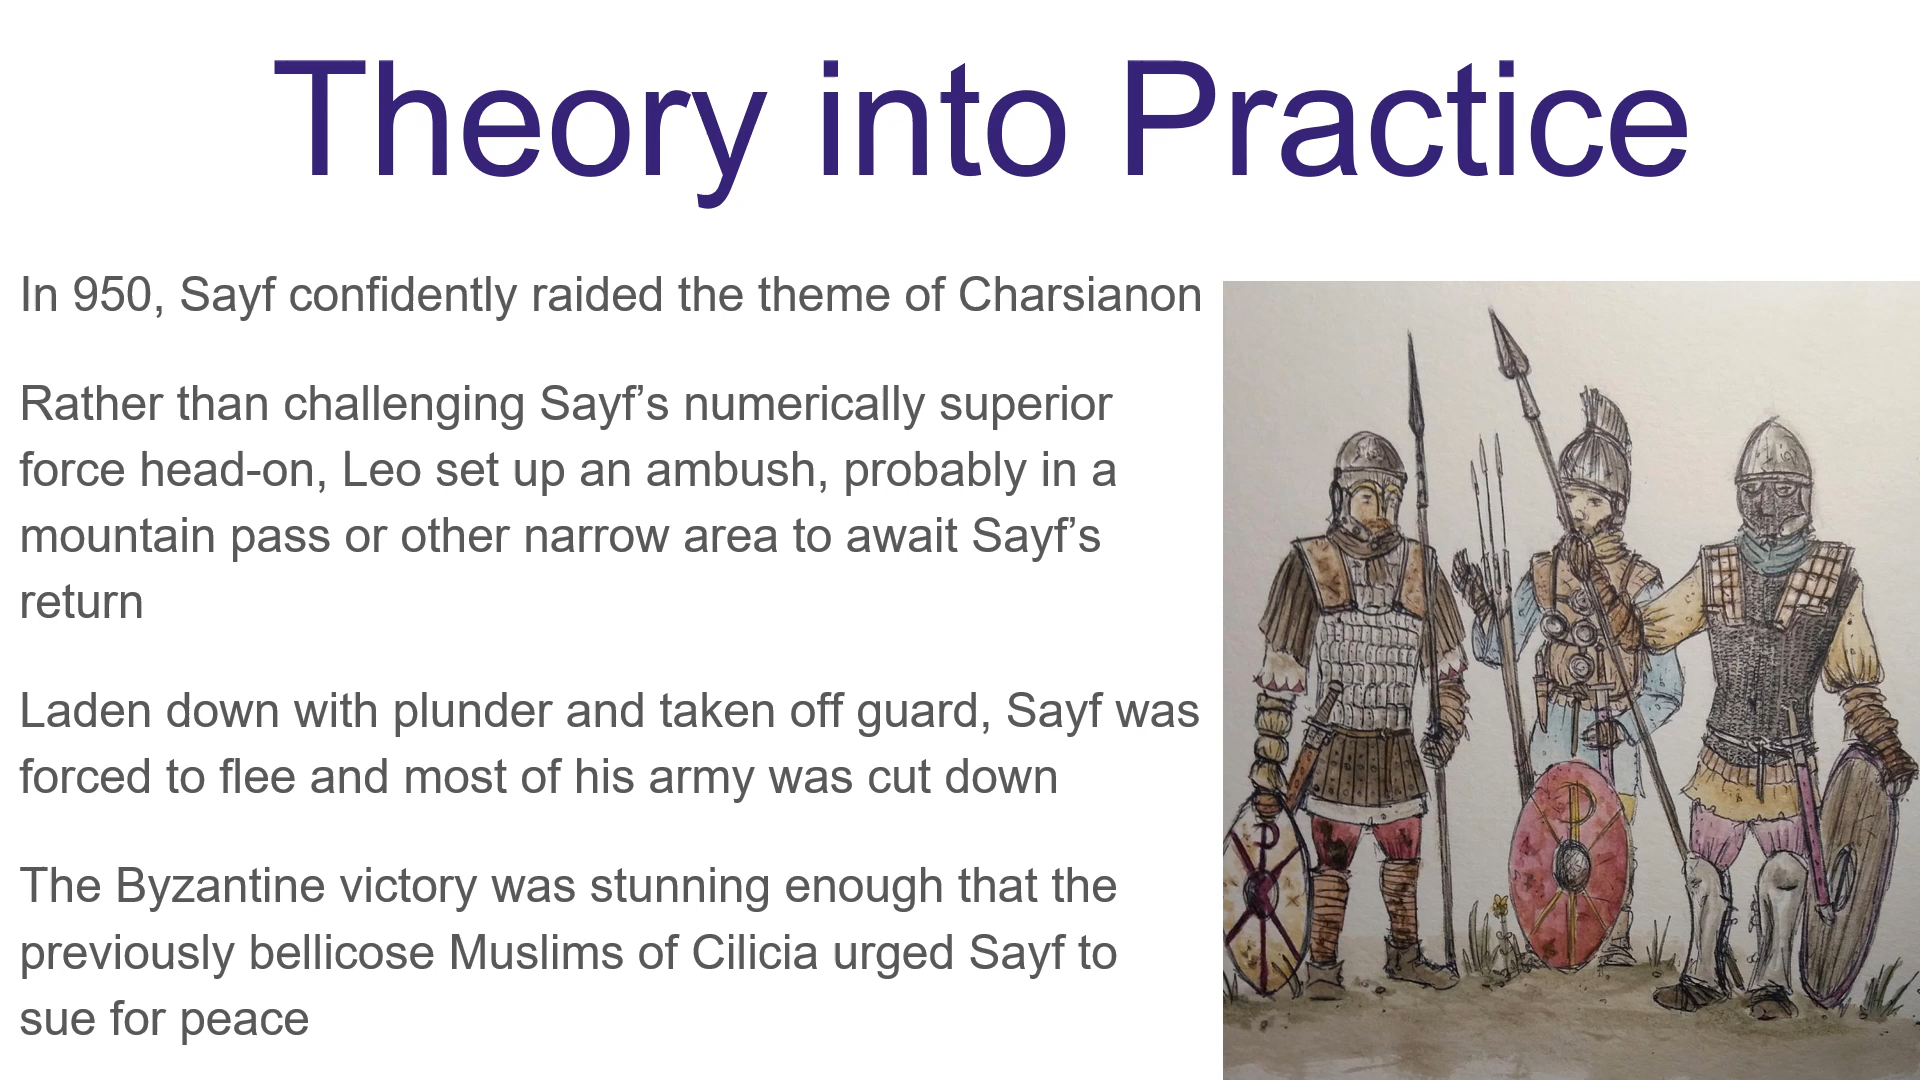 Theory into Practice
In 950, Sayf confidently raided the theme of Charsianon
Rather than challenging Sayf’s numerically superior
force head-on, Leo set up an ambush, probably in a
mountain pass or other narrow area to await Sayf’s
return
Laden down with plunder and taken off guard, Sayf was
forced to flee and most of his army was cut down
The Byzantine victory was stunning enough that the
previously bellicose Muslims of Cilicia urged Sayf to
sue for peace